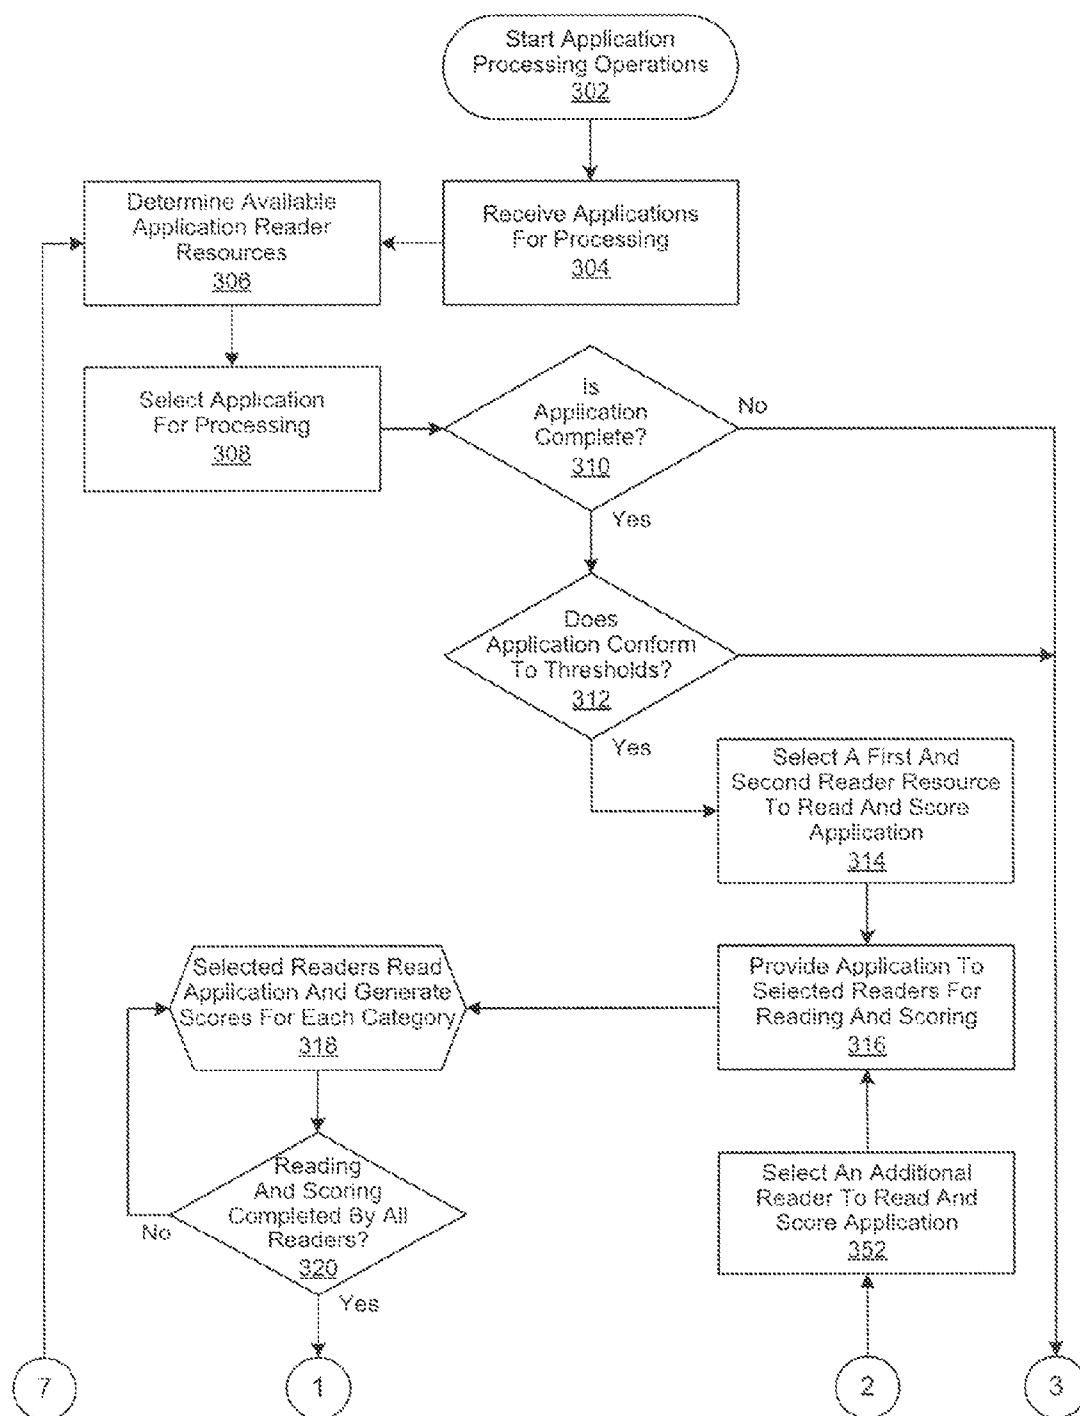 Start Application
Processing Operations
302
Determine Available
Application Reader
Resources
306
Receive Applications
For Processing
304
Select Application
For Processing
308
Is
Application
Complete?
310
No
Yes
Does
Application Conform
To Thresholds?
312
Yes
Select A First And
Second Reader Resource
To Read And Score
Application
314
Selected Readers Read
Application And Generate
Scores For Each Category
318
Provide Application To
Selected Readers For
Reading And Scoring
316
Reading
And Scoring
Completed By All
Readers?
320
No
Yes
Select An Additional
Reader To Read And
Score Application
352
7
1
2
3